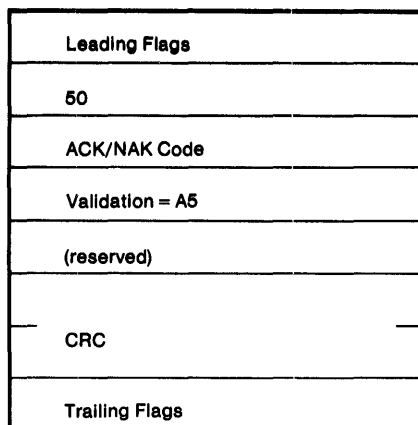 Leading Flags
50
ACK/NAK Code
Validation = A5
(reserved)
CRC
Trailing Flags